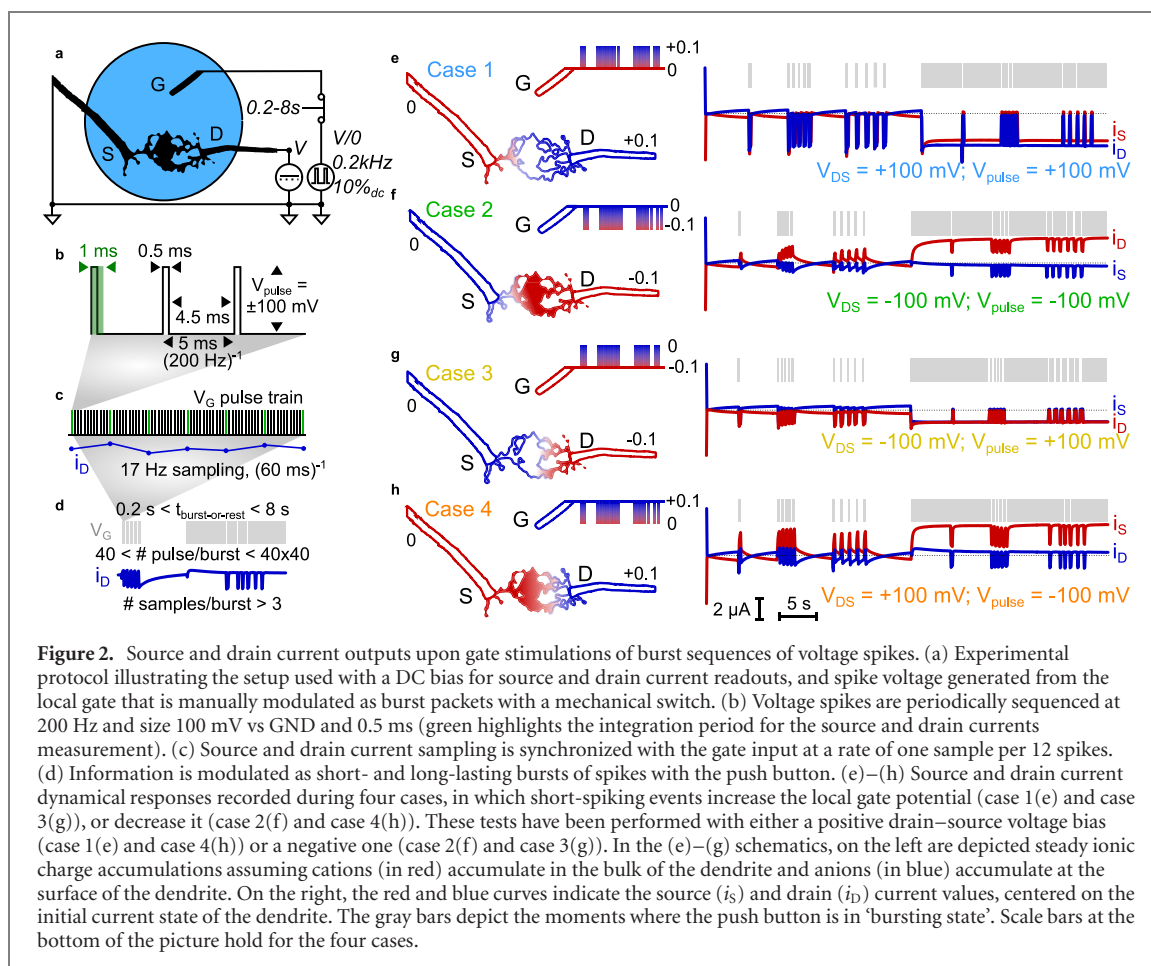 a
G
0.2-8s
D
S
V
V/0
0.2kHz
10%dc
b
1 ms
0.5 ms
Vpulse =
±100 mV
4.5 ms
5 ms
(200 Hz)-1
c
VG pulse train
iD
17 Hz sampling, (60 ms)-1
d
0.2 s < tburst-or-rest < 8 s
VG
40 < # pulse/burst < 40x40
iD
# samples/burst > 3
e
Case 1
G
+0.1
0
0
S
D
+0.1
iS
iD
VDS = +100 mV; Vpulse = +100 mV
f
Case 2
G
0
-0.1
0
S
D
-0.1
iD
iS
VDS = -100 mV; Vpulse = -100 mV
g
Case 3
G
0
-0.1
0
S
D
-0.1
iS
iD
VDS = -100 mV; Vpulse = +100 mV
h
Case 4
G
+0.1
0
0
S
D
+0.1
iS
iD
VDS = +100 mV; Vpulse = -100 mV
2 µA
5 s
Figure 2. Source and drain current outputs upon gate stimulations of burst sequences of voltage spikes. (a) Experimental
protocol illustrating the setup used with a DC bias for source and drain current readouts, and spike voltage generated from the
local gate that is manually modulated as burst packets with a mechanical switch. (b) Voltage spikes are periodically sequenced at
200 Hz and size 100 mV vs GND and 0.5 ms (green highlights the integration period for the source and drain currents
measurement). (c) Source and drain current sampling is synchronized with the gate input at a rate of one sample per 12 spikes.
(d) Information is modulated as short- and long-lasting bursts of spikes with the push button. (e)–(h) Source and drain current
dynamical responses recorded during four cases, in which short-spiking events increase the local gate potential (case 1(e) and case
3(g)), or decrease it (case 2(f) and case 4(h)). These tests have been performed with either a positive drain–source voltage bias
(case 1(e) and case 4(h)) or a negative one (case 2(f) and case 3(g)). In the (e)–(g) schematics, on the left are depicted steady ionic
charge accumulations assuming cations (in red) accumulate in the bulk of the dendrite and anions (in blue) accumulate at the
surface of the dendrite. On the right, the red and blue curves indicate the source (iS) and drain (iD) current values, centered on the
initial current state of the dendrite. The gray bars depict the moments where the push button is in ‘bursting state’. Scale bars at the
bottom of the picture hold for the four cases.